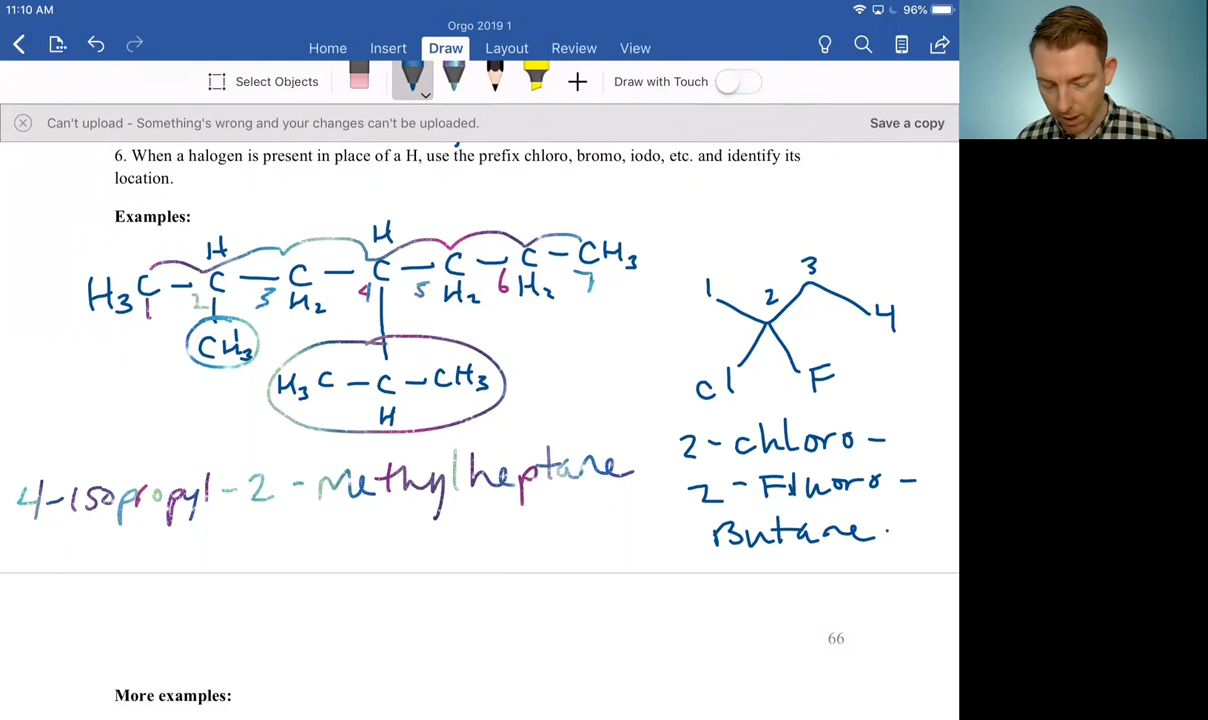 11:10 AM
96%
Orgo 2019 1
Home Insert Draw Layout Review View
Select Objects
Draw with Touch
Can't upload - Something's wrong and your changes can't be uploaded.
Save a copy
6. When a halogen is present in place of a H, use the prefix chloro, bromo, iodo, etc. and identify its
location.
Examples:
H H
H3C - C - C - C - C - C - CH3
H2 H2 H2
1 2 3 4 5 6 7
CH3
H3C - C - CH3
H
4-isopropyl-2-methylheptane
3
1 2 4
Cl F
2-chloro-
2-Fluoro-
Butane.
66
More examples: